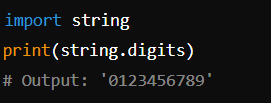 import string
print(string.digits)
# Output: '0123456789'